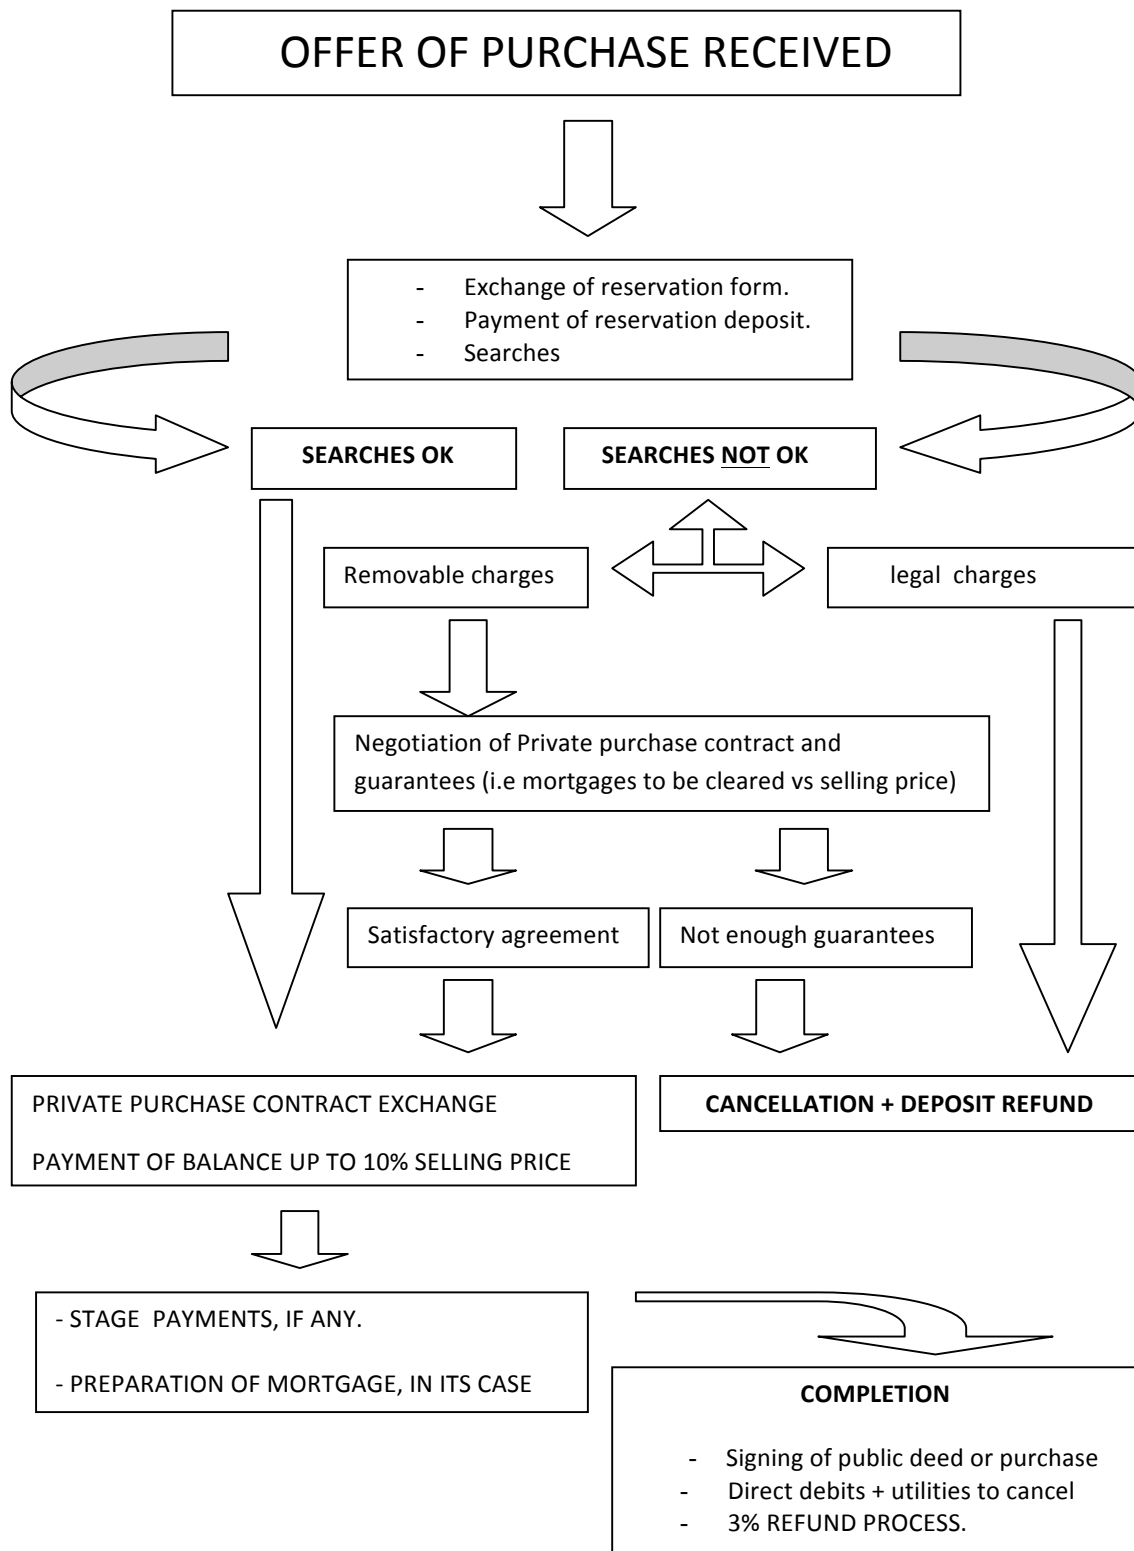 OFFER OF PURCHASE RECEIVED
- Exchange of reservation form.
- Payment of reservation deposit.
- Searches
SEARCHES OK
SEARCHES NOT OK
Removable charges
legal charges
Negotiation of Private purchase contract and
guarantees (i.e mortgages to be cleared vs selling price)
Satisfactory agreement
Not enough guarantees
PRIVATE PURCHASE CONTRACT EXCHANGE
PAYMENT OF BALANCE UP TO 10% SELLING PRICE
CANCELLATION + DEPOSIT REFUND
- STAGE PAYMENTS, IF ANY.
- PREPARATION OF MORTGAGE, IN ITS CASE
COMPLETION
- Signing of public deed or purchase
- Direct debits + utilities to cancel
- 3% REFUND PROCESS.